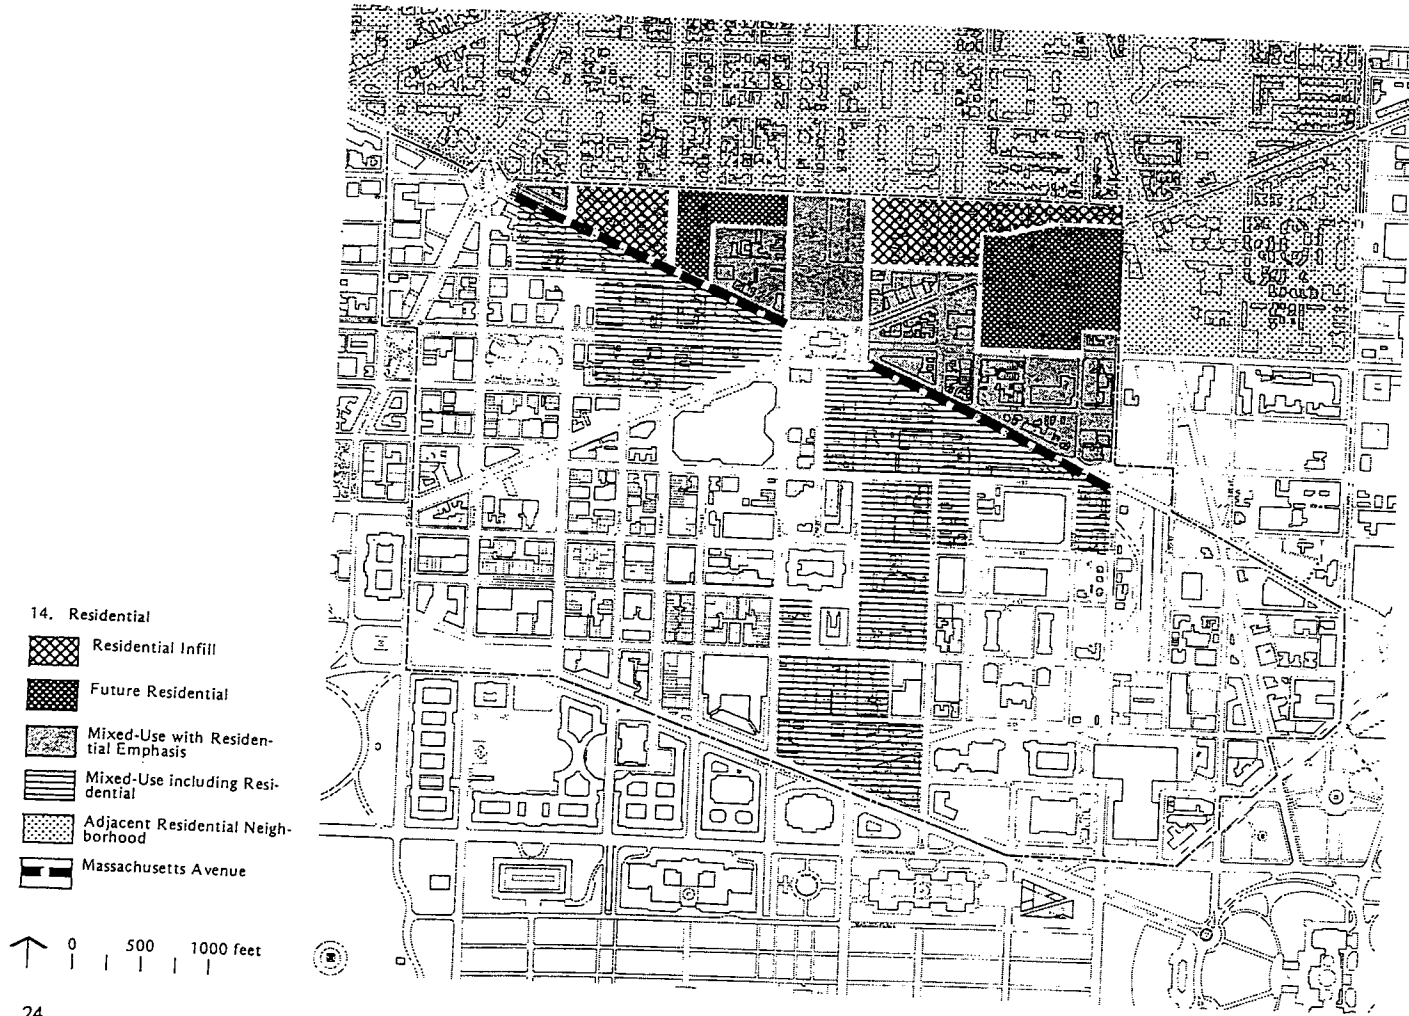 14. Residential
Residential Infill
Future Residential
Mixed-Use with Residen-
tial Emphasis
Mixed-Use including Resi-
dential
Adjacent Residential Neigh-
borhood
Massachusetts Avenue
0 500 1000 feet
24